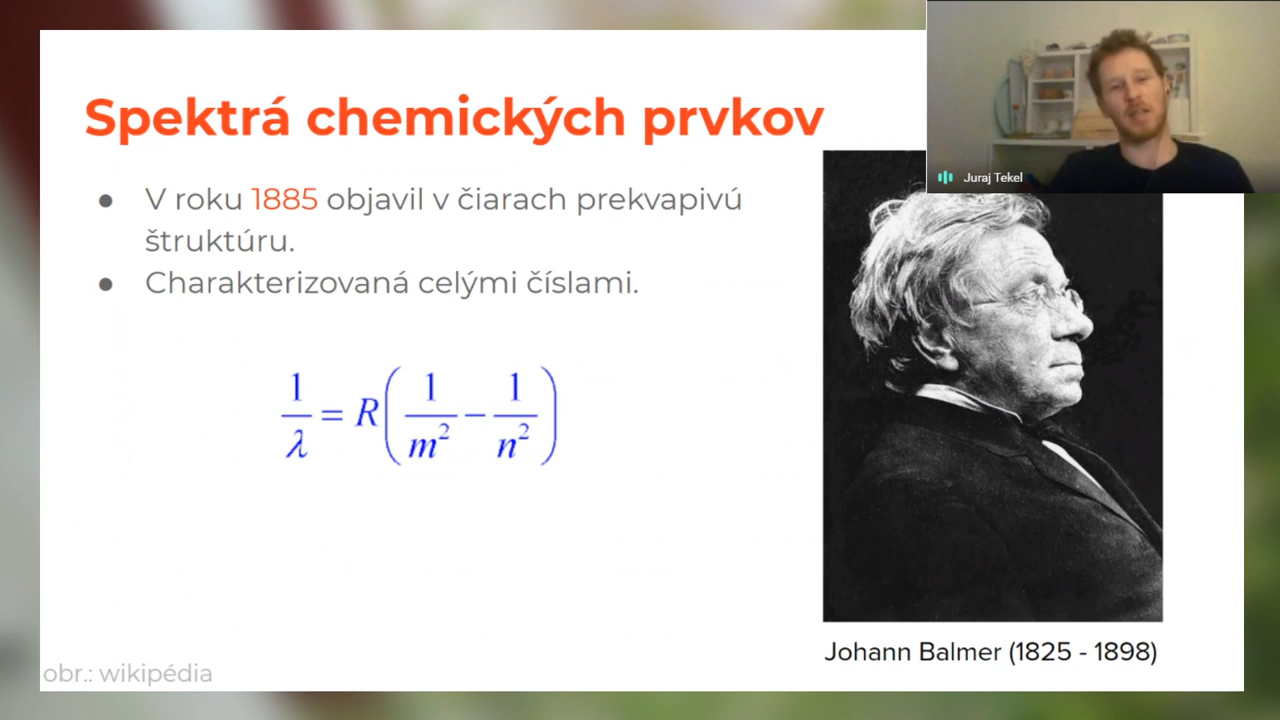 Spektrá chemických prvkov
Juraj Tekel
● V roku 1885 objavil v čiarach prekvapivú
štruktúru.
● Charakterizovaná celými číslami.
1/λ = R(1/m² − 1/n²)
Johann Balmer (1825 - 1898)
obr.: wikipédia